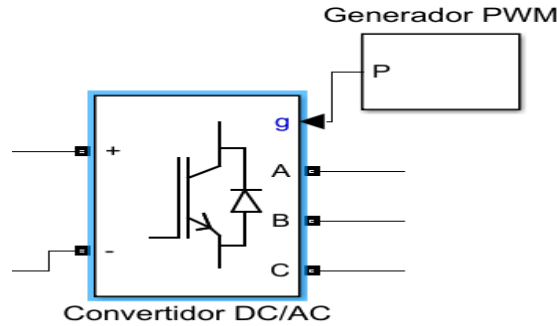 Generador PWM
P
g
+
A
B
-
C
Convertidor DC/AC